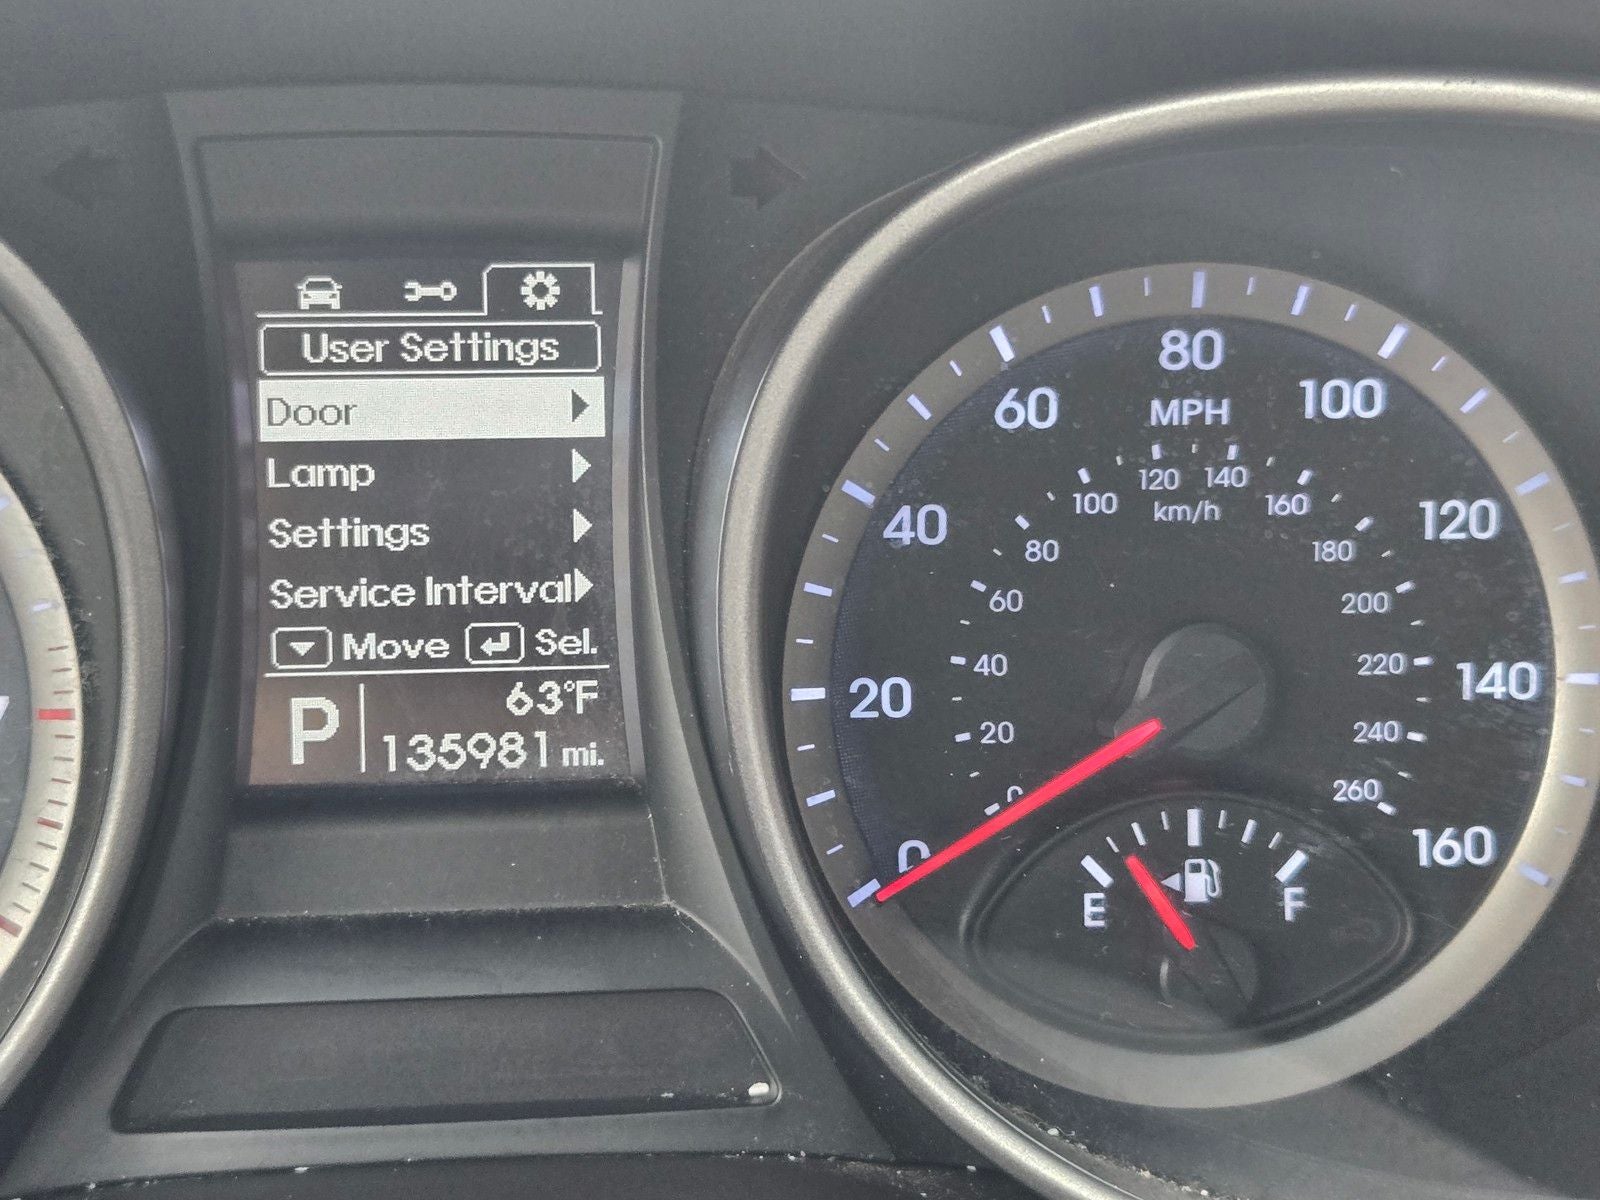 User Settings
Door
Lamp
Settings
Service Interval
Move Sel.
P
63°F
135981 mi.
0
20
40
60
80
100
120
140
160
MPH
0
20
40
60
80
100
120
140
160
180
200
220
240
260
km/h
E
F